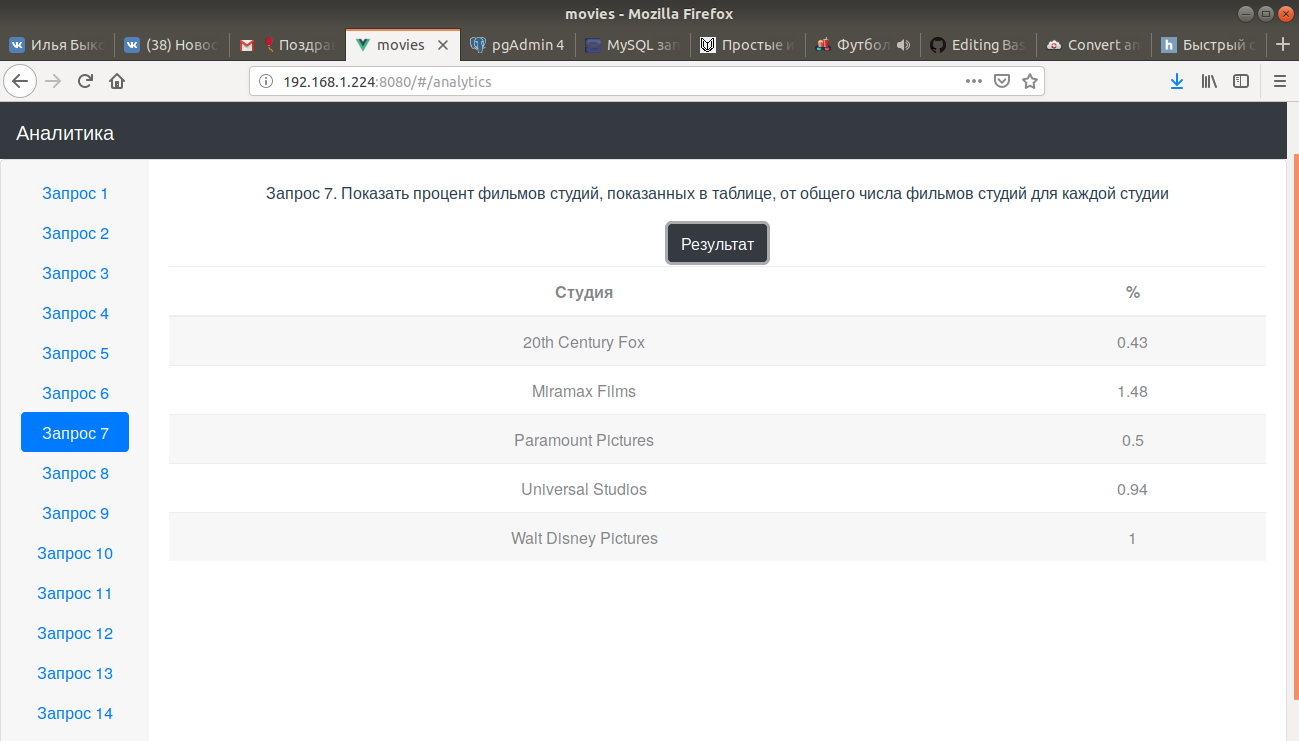 movies - Mozilla Firefox
Илья Быко
(38) Новос
Поздра
movies
pgAdmin 4
MySQL зап
Простые и
Футбол
Editing Bas
Convert an
Быстрый с
192.168.1.224:8080/#/analytics
Аналитика
Запрос 1
Запрос 2
Запрос 3
Запрос 4
Запрос 5
Запрос 6
Запрос 7
Запрос 8
Запрос 9
Запрос 10
Запрос 11
Запрос 12
Запрос 13
Запрос 14
Запрос 7. Показать процент фильмов студий, показанных в таблице, от общего числа фильмов студий для каждой студии
Результат
Студия %
20th Century Fox 0.43
Miramax Films 1.48
Paramount Pictures 0.5
Universal Studios 0.94
Walt Disney Pictures 1